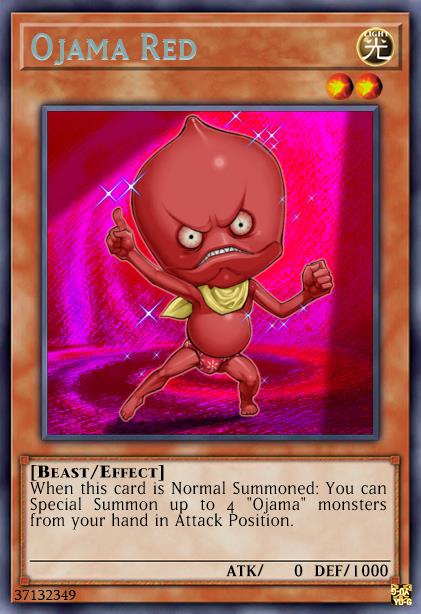 Ojama Red
LIGHT
光
[Beast/Effect]
When this card is Normal Summoned: You can
Special Summon up to 4 "Ojama" monsters
from your hand in Attack Position.
ATK/ 0 DEF/1000
37132349